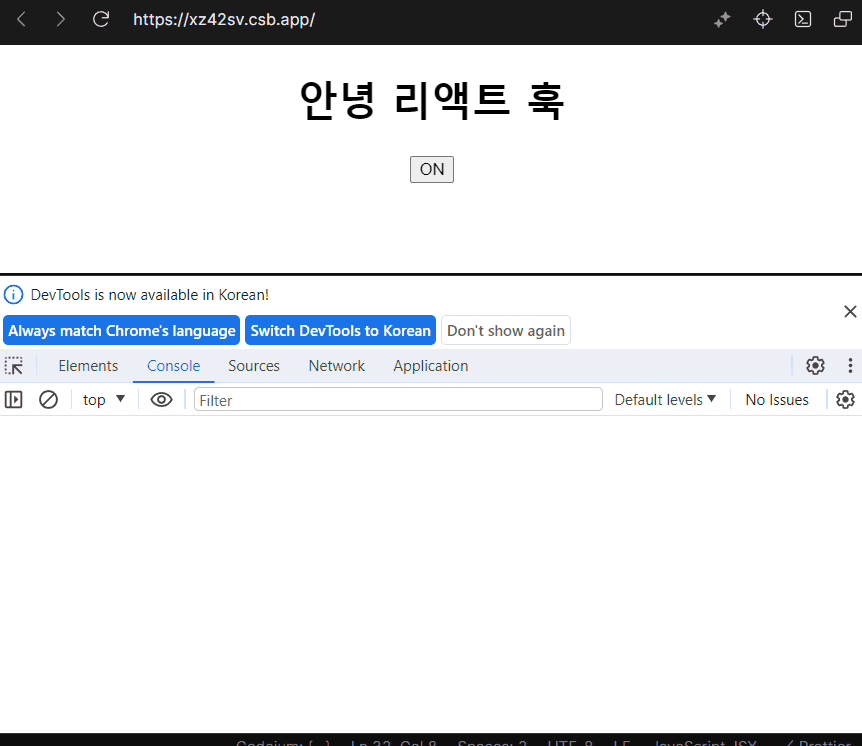 https://xz42sv.csb.app/
안녕 리액트 훅
ON
DevTools is now available in Korean!
Always match Chrome's language Switch DevTools to Korean Don't show again
Elements Console Sources Network Application
top Filter Default levels No Issues